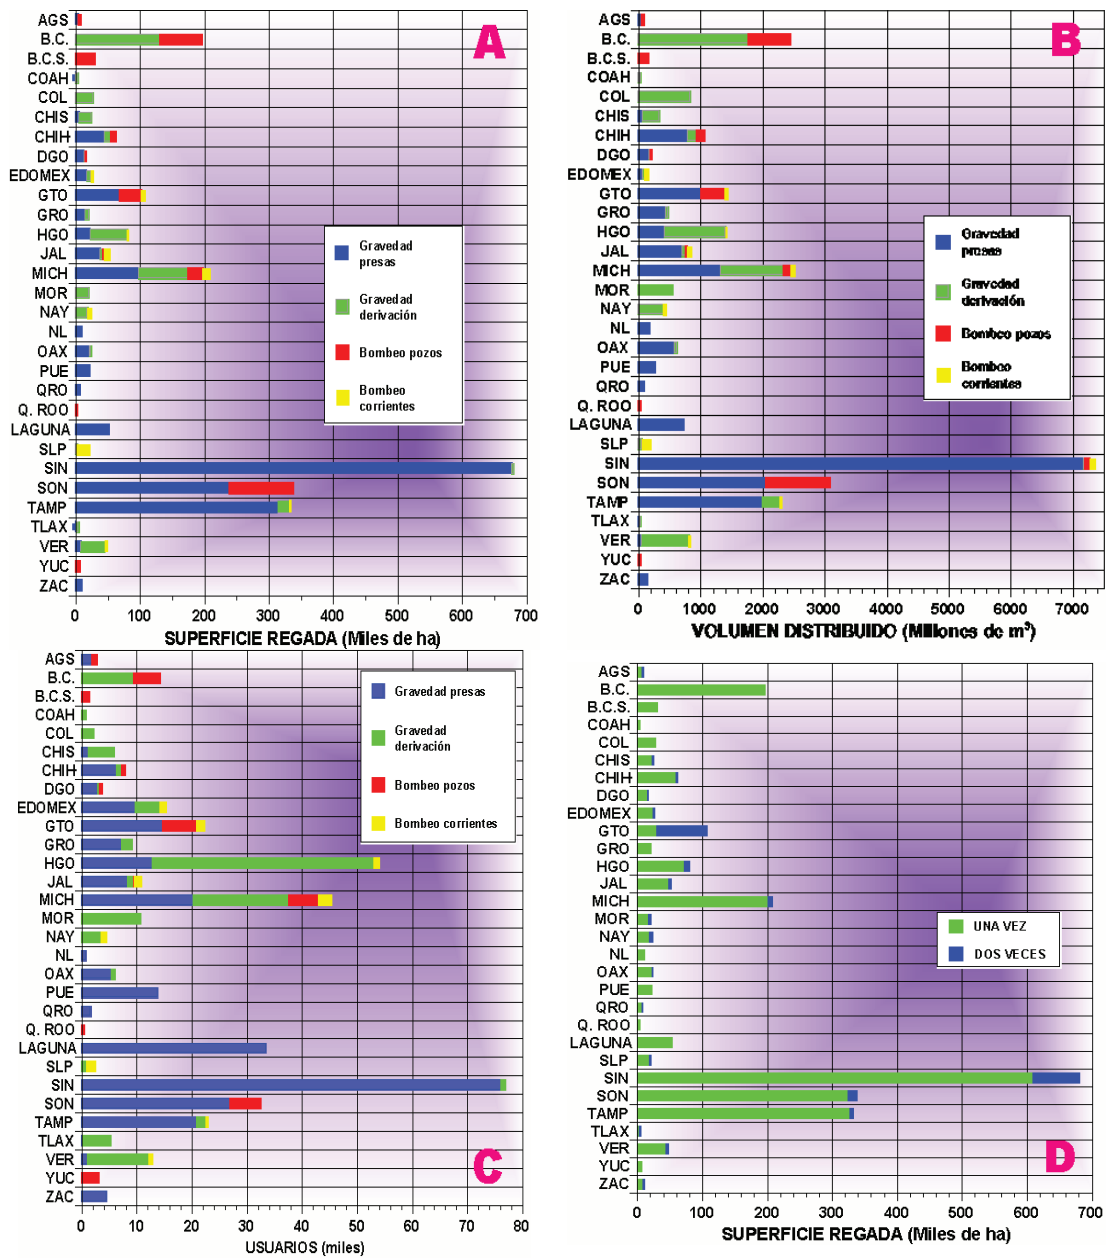 A
AGS
B.C.
B.C.S.
COAH
COL
CHIS
CHIH
DGO
EDOMEX
GTO
GRO
HGO
JAL
MICH
MOR
NAY
NL
OAX
PUE
QRO
Q. ROO
LAGUNA
SLP
SIN
SON
TAMP
TLAX
VER
YUC
ZAC
Gravedad
presas
Gravedad
derivación
Bombeo pozos
Bombeo
corrientes
0 100 200 300 400 500 600 700
SUPERFICIE REGADA (Miles de ha)
B
AGS
B.C.
B.C.S.
COAH
COL
CHIS
CHIH
DGO
EDOMEX
GTO
GRO
HGO
JAL
MICH
MOR
NAY
NL
OAX
PUE
QRO
Q. ROO
LAGUNA
SLP
SIN
SON
TAMP
TLAX
VER
YUC
ZAC
Gravedad
presas
Gravedad
derivación
Bombeo pozos
Bombeo
corrientes
0 1000 2000 3000 4000 5000 6000 7000
VOLUMEN DISTRIBUIDO (Millones de m³)
C
AGS
B.C.
B.C.S.
COAH
COL
CHIS
CHIH
DGO
EDOMEX
GTO
GRO
HGO
JAL
MICH
MOR
NAY
NL
OAX
PUE
QRO
Q. ROO
LAGUNA
SLP
SIN
SON
TAMP
TLAX
VER
YUC
ZAC
Gravedad presas
Gravedad
derivación
Bombeo pozos
Bombeo corrientes
0 10 20 30 40 50 60 70 80
USUARIOS (miles)
D
AGS
B.C.
B.C.S.
COAH
COL
CHIS
CHIH
DGO
EDOMEX
GTO
GRO
HGO
JAL
MICH
MOR
NAY
NL
OAX
PUE
QRO
Q. ROO
LAGUNA
SLP
SIN
SON
TAMP
TLAX
VER
YUC
ZAC
UNA VEZ
DOS VECES
0 100 200 300 400 500 600 700
SUPERFICIE REGADA (Miles de ha)